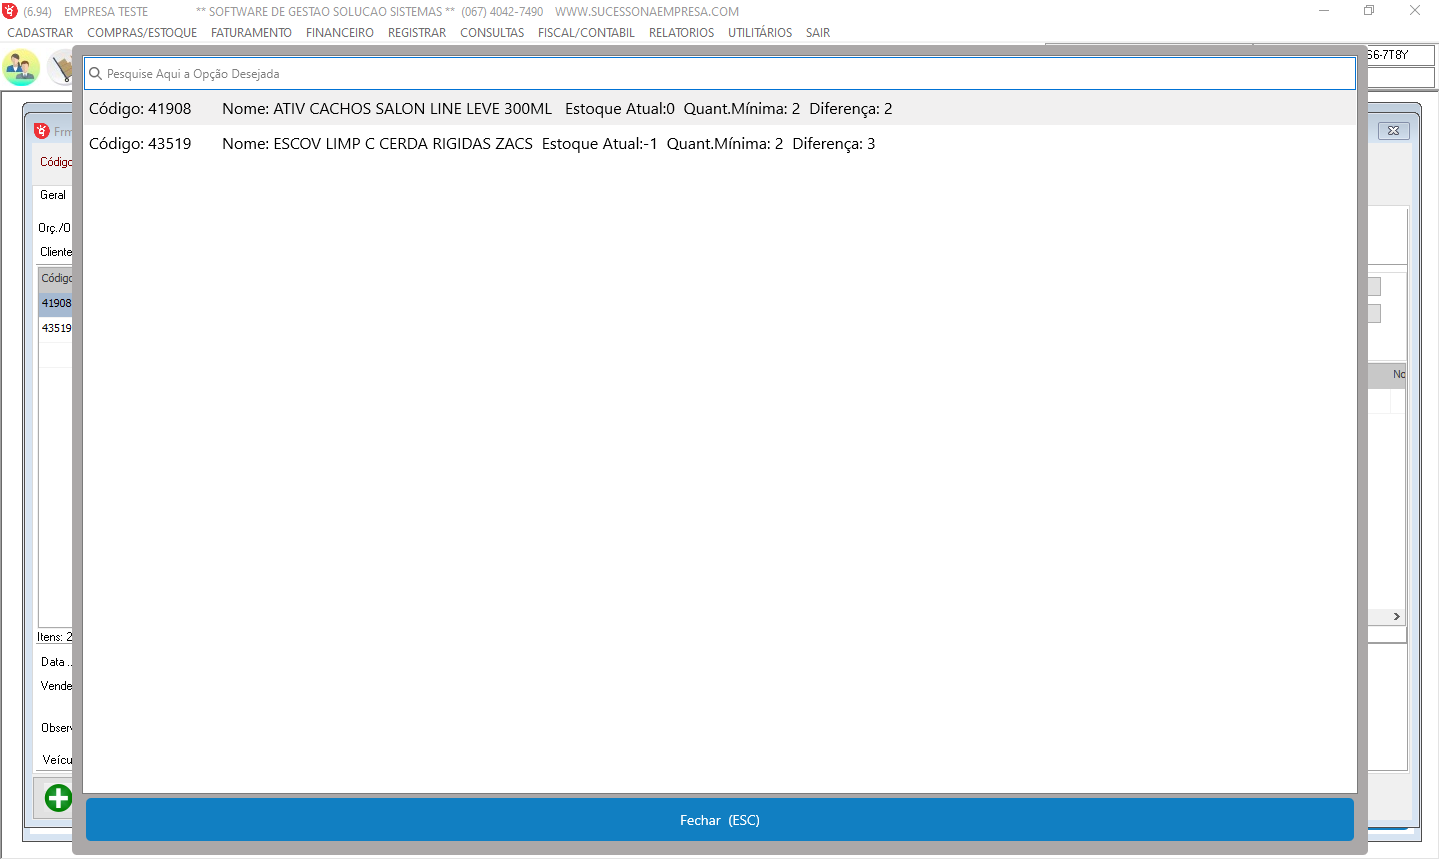 (6.94) EMPRESA TESTE ** SOFTWARE DE GESTAO SOLUCAO SISTEMAS ** (067) 4042-7490 WWW.SUCESSONAEMPRESA.COM
CADASTRAR COMPRAS/ESTOQUE FATURAMENTO FINANCEIRO REGISTRAR CONSULTAS FISCAL/CONTABIL RELATORIOS UTILITÁRIOS SAIR
Pesquise Aqui a Opção Desejada
Código: 41908 Nome: ATIV CACHOS SALON LINE LEVE 300ML Estoque Atual:0 Quant.Mínima: 2 Diferença: 2
Código: 43519 Nome: ESCOV LIMP C CERDA RIGIDAS ZACS Estoque Atual:-1 Quant.Mínima: 2 Diferença: 3
Código
Geral
Orç./O
Cliente
Código
41908
43519
No
Itens: 2
Data ..
Vende
Observ
Veícu
Fechar (ESC)